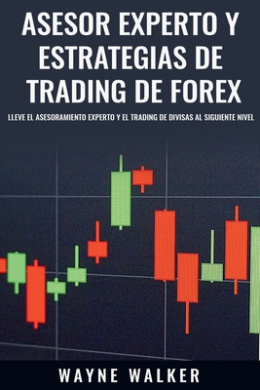 ASESOR EXPERTO Y
ESTRATEGIAS DE
TRADING DE FOREX
LLEVE EL ASESORAMIENTO EXPERTO Y EL TRADING DE DIVISAS AL SIGUIENTE NIVEL
WAYNE WALKER